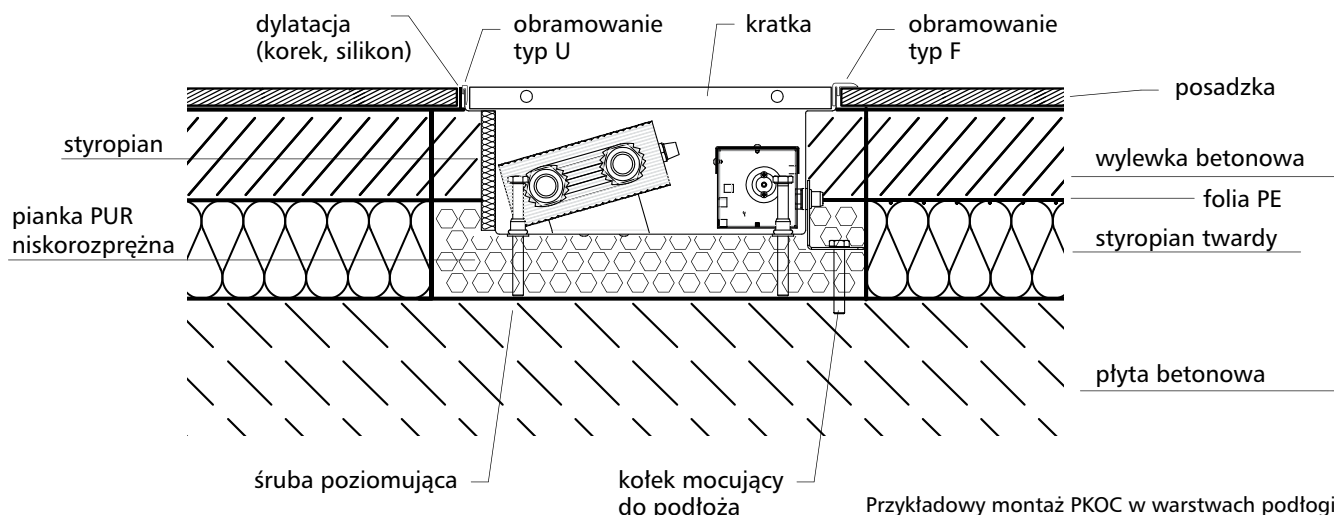 dylatacja
(korek, silikon)
obramowanie
typ U
kratka
obramowanie
typ F
posadzka
styropian
wylewka betonowa
pianka PUR
niskorozprężna
folia PE
styropian twardy
płyta betonowa
śruba poziomująca
kołek mocujący
do podłoża
Przykładowy montaż PKOC w warstwach podłogi